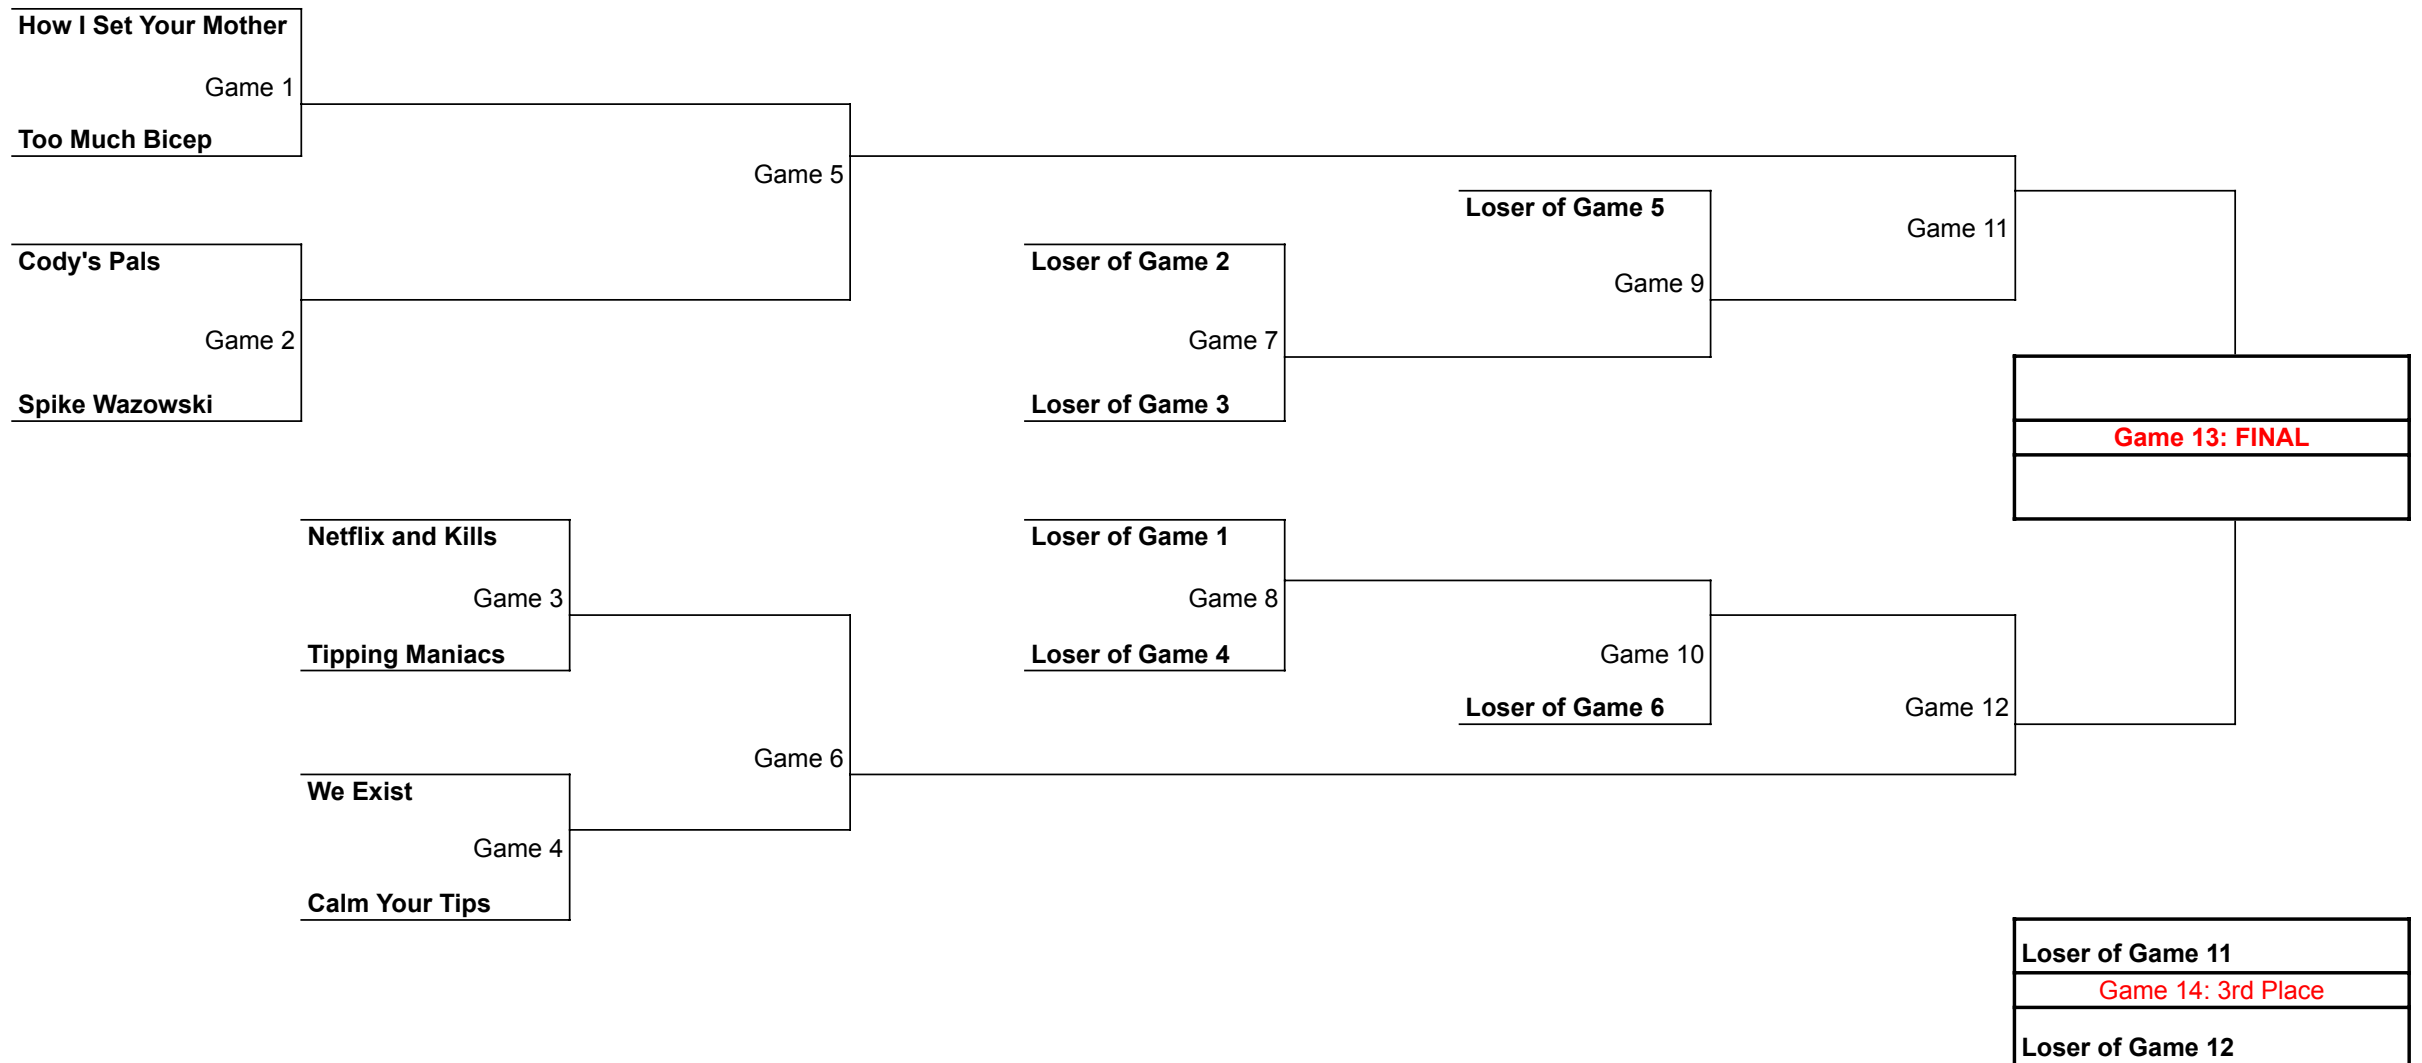 How I Set Your Mother
Game 1
Too Much Bicep
Game 5
Loser of Game 5
Game 11
Cody's Pals
Loser of Game 2
Game 9
Game 2
Game 7
Spike Wazowski
Loser of Game 3
Game 13: FINAL
Netflix and Kills
Loser of Game 1
Game 3
Game 8
Tipping Maniacs
Loser of Game 4
Game 10
Loser of Game 6
Game 12
Game 6
We Exist
Game 4
Calm Your Tips
Loser of Game 11
Game 14: 3rd Place
Loser of Game 12